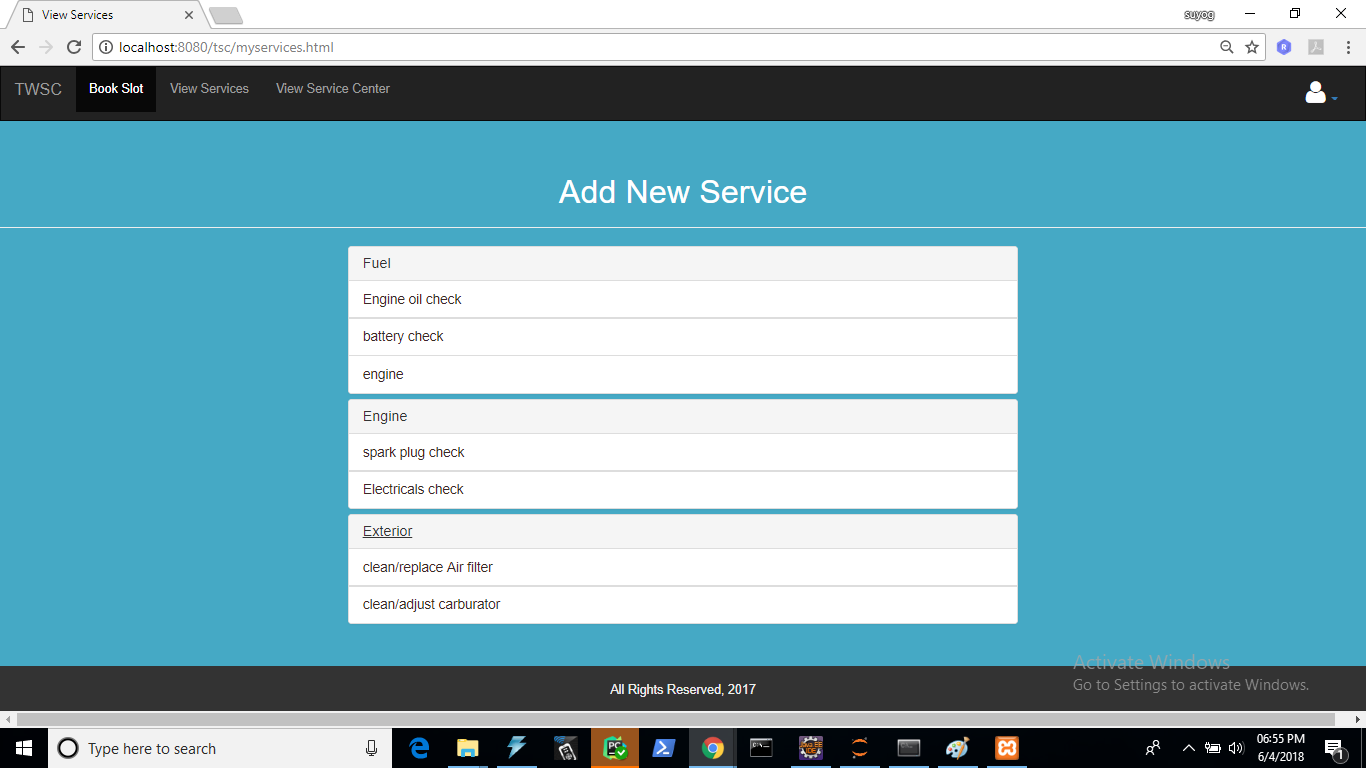 View Services
suyog
localhost:8080/tsc/myservices.html
TWSC Book Slot View Services View Service Center
Add New Service
Fuel
Engine oil check
battery check
engine
Engine
spark plug check
Electricals check
Exterior
clean/replace Air filter
clean/adjust carburator
Activate Windows
Go to Settings to activate Windows.
All Rights Reserved, 2017
Type here to search
06:55 PM
6/4/2018